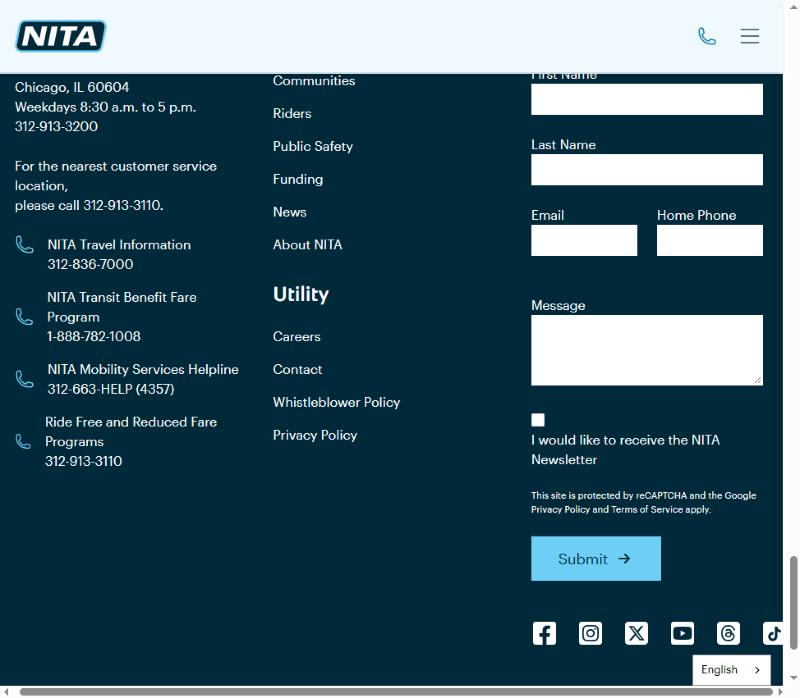 NITA
Chicago, IL 60604
Weekdays 8:30 a.m. to 5 p.m.
312-913-3200
For the nearest customer service
location,
please call 312-913-3110.
NITA Travel Information
312-836-7000
NITA Transit Benefit Fare
Program
1-888-782-1008
NITA Mobility Services Helpline
312-663-HELP (4357)
Ride Free and Reduced Fare
Programs
312-913-3110
Communities
Riders
Public Safety
Funding
News
About NITA
Utility
Careers
Contact
Whistleblower Policy
Privacy Policy
First Name
Last Name
Email
Home Phone
Message
I would like to receive the NITA
Newsletter
This site is protected by reCAPTCHA and the Google
Privacy Policy and Terms of Service apply.
Submit
English